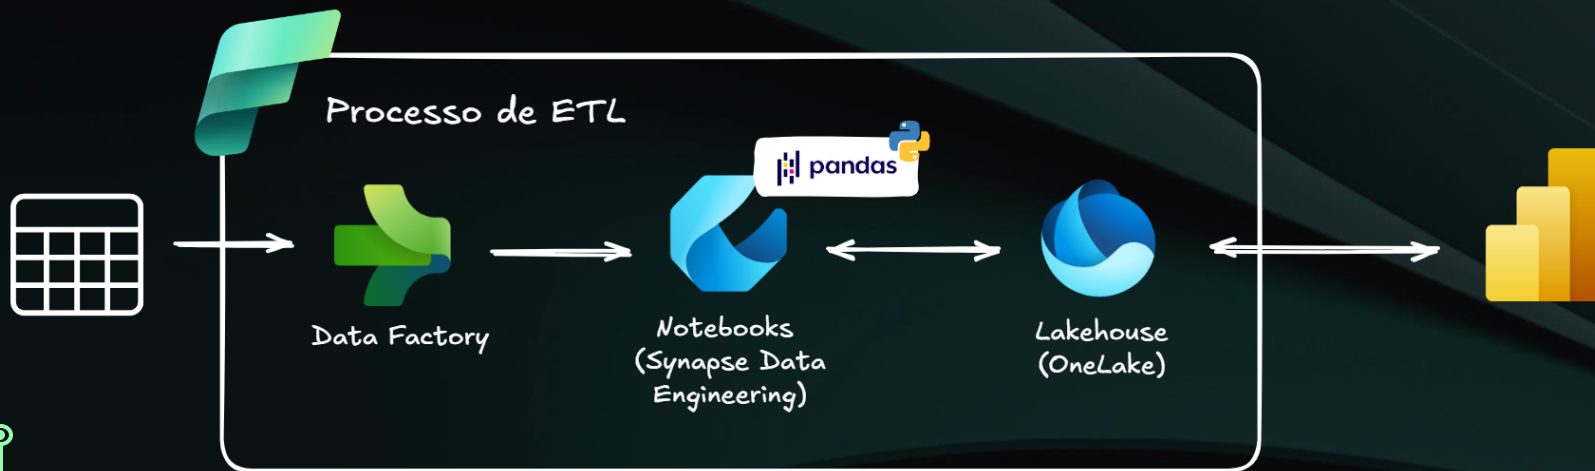 Processo de ETL
pandas
Data Factory
Notebooks
(Synapse Data
Engineering)
Lakehouse
(OneLake)